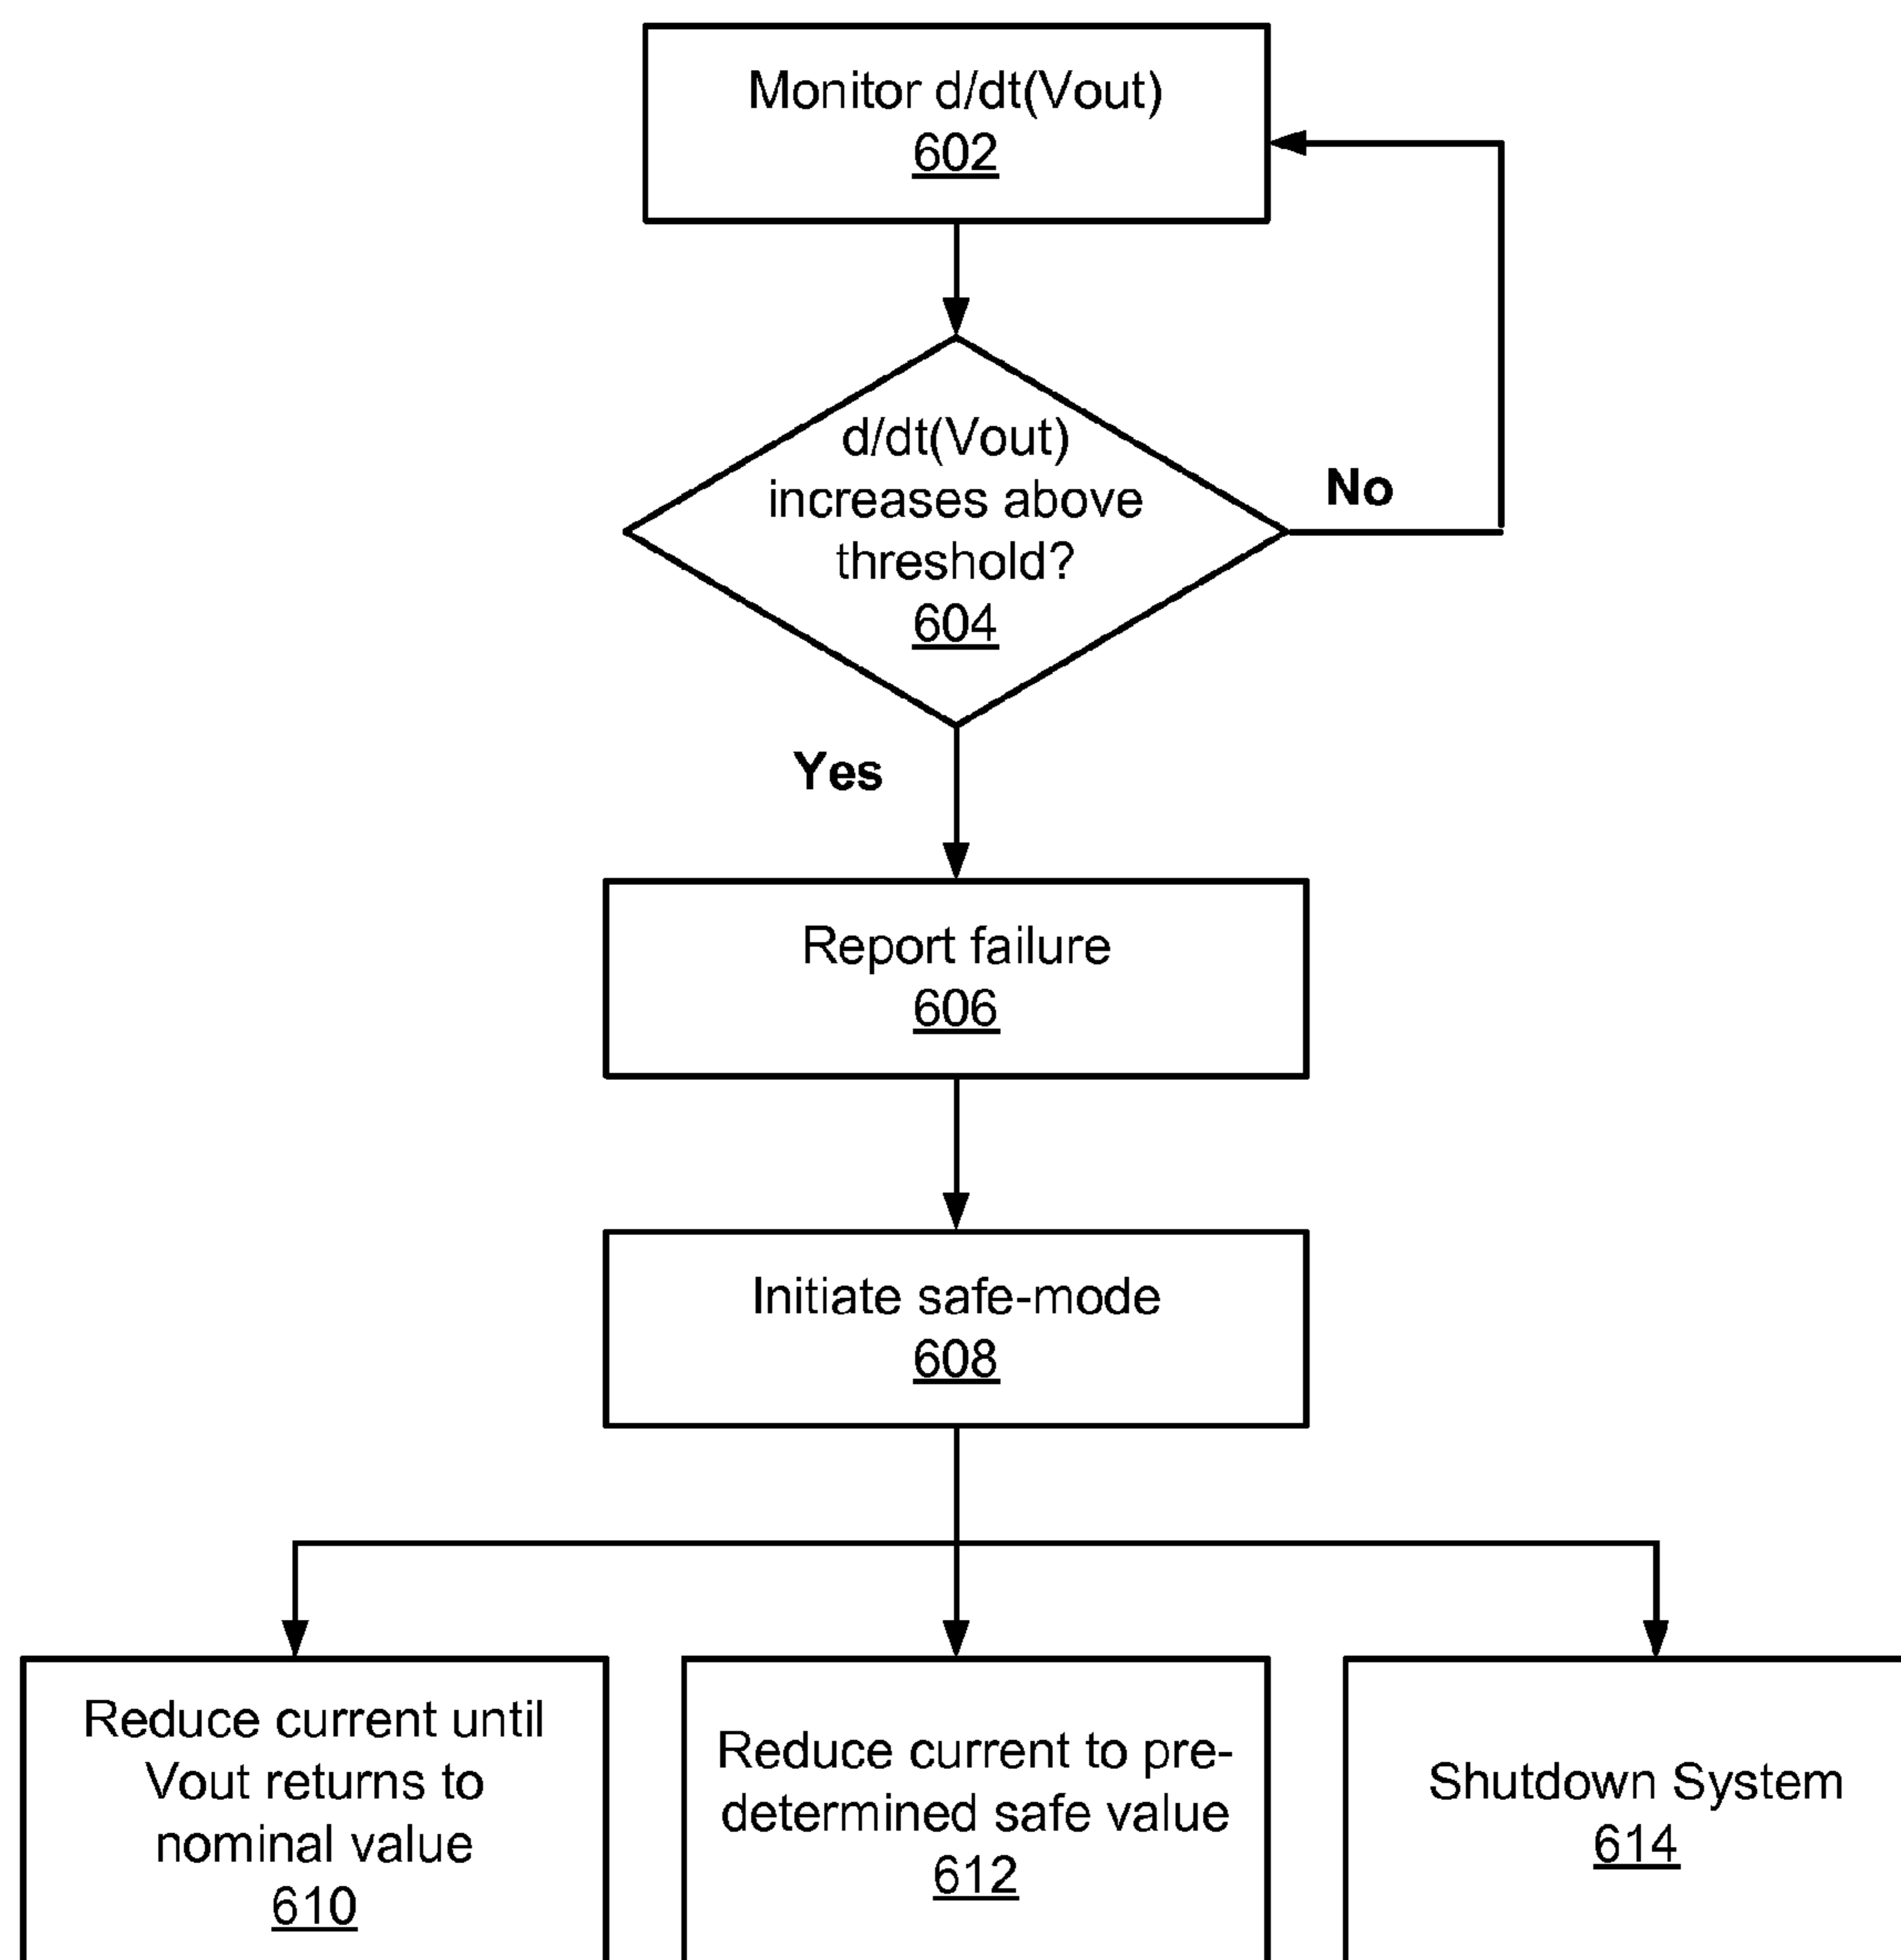 Monitor d/dt(Vout)
602
d/dt(Vout)
increases above
threshold?
604
No
Yes
Report failure
606
Initiate safe-mode
608
Reduce current until
Vout returns to
nominal value
610
Reduce current to pre-
determined safe value
612
Shutdown System
614